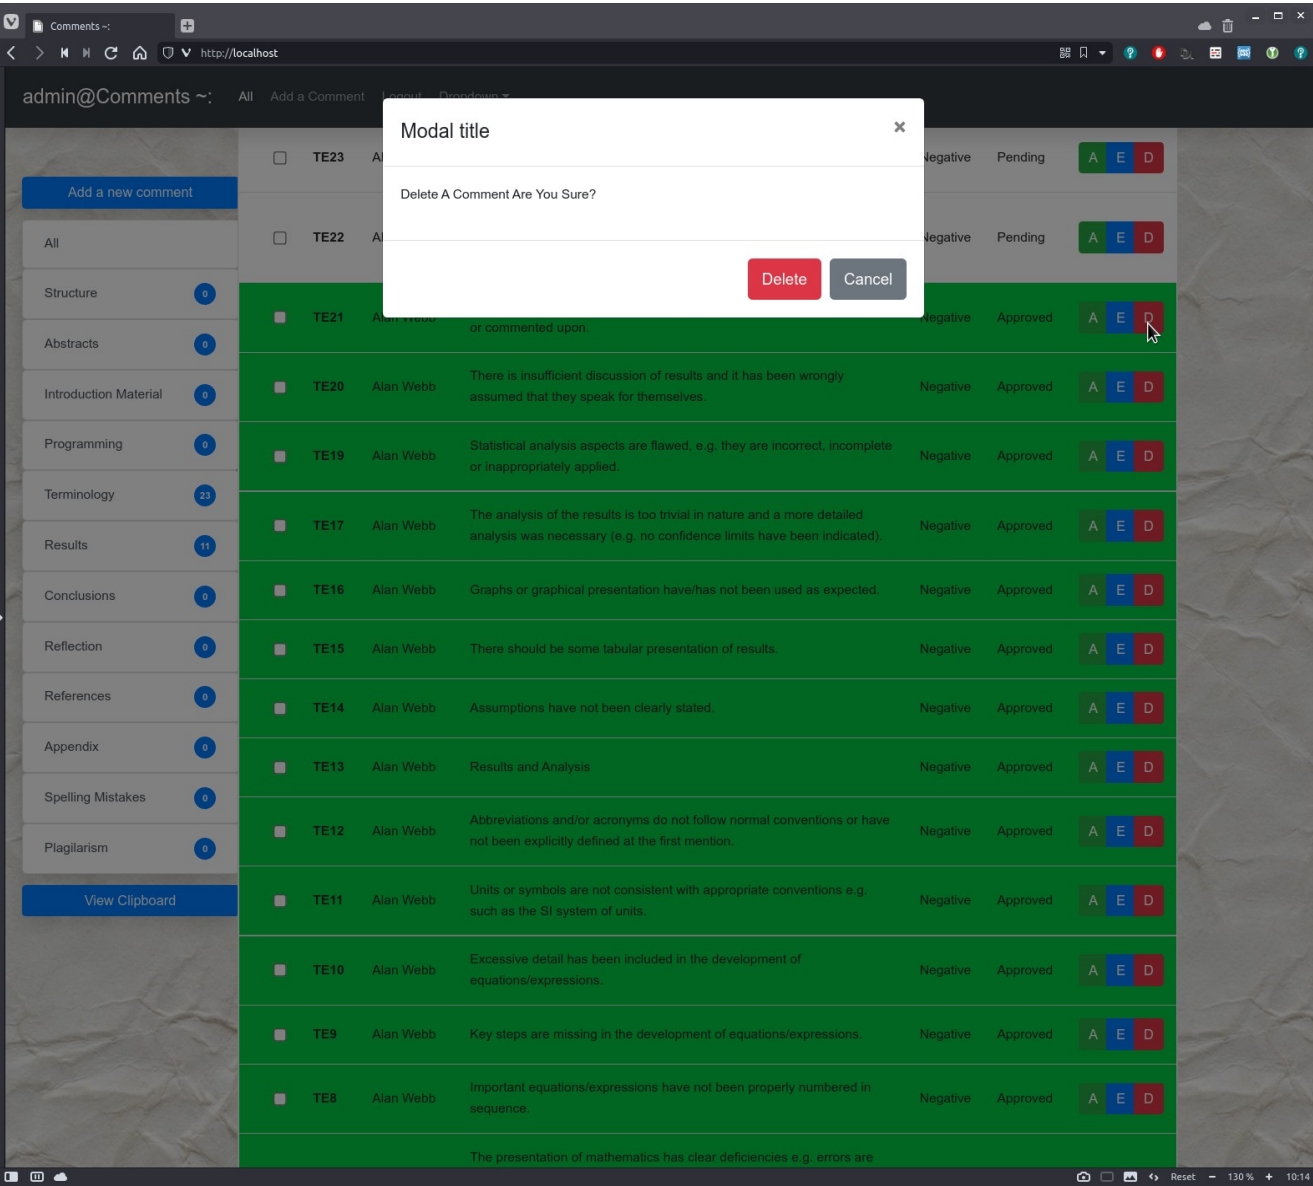 Comments ~:
http://localhost
admin@Comments ~: All Add a Comment Logout Dropdown
Modal title
×
Delete A Comment Are You Sure?
Delete Cancel
Add a new comment
All
Structure 0
Abstracts 0
Introduction Material 0
Programming 0
Terminology 23
Results 11
Conclusions 0
Reflection 0
References 0
Appendix 0
Spelling Mistakes 0
Plagilarism 0
View Clipboard
TE23 Negative Pending A E D
TE22 Negative Pending A E D
TE21 Alan Webb Negative Approved A E D
or commented upon.
TE20 Alan Webb There is insufficient discussion of results and it has been wrongly Negative Approved A E D
assumed that they speak for themselves.
TE19 Alan Webb Statistical analysis aspects are flawed, e.g. they are incorrect, incomplete Negative Approved A E D
or inappropriately applied.
TE17 Alan Webb The analysis of the results is too trivial in nature and a more detailed Negative Approved A E D
analysis was necessary (e.g. no confidence limits have been indicated).
TE16 Alan Webb Graphs or graphical presentation have/has not been used as expected. Negative Approved A E D
TE15 Alan Webb There should be some tabular presentation of results. Negative Approved A E D
TE14 Alan Webb Assumptions have not been clearly stated. Negative Approved A E D
TE13 Alan Webb Results and Analysis Negative Approved A E D
TE12 Alan Webb Abbreviations and/or acronyms do not follow normal conventions or have Negative Approved A E D
not been explicitly defined at the first mention.
TE11 Alan Webb Units or symbols are not consistent with appropriate conventions e.g. Negative Approved A E D
such as the SI system of units.
TE10 Alan Webb Excessive detail has been included in the development of Negative Approved A E D
equations/expressions.
TE9 Alan Webb Key steps are missing in the development of equations/expressions. Negative Approved A E D
TE8 Alan Webb Important equations/expressions have not been properly numbered in Negative Approved A E D
sequence.
The presentation of mathematics has clear deficiencies e.g. errors are
Reset − 130 % + 10:14